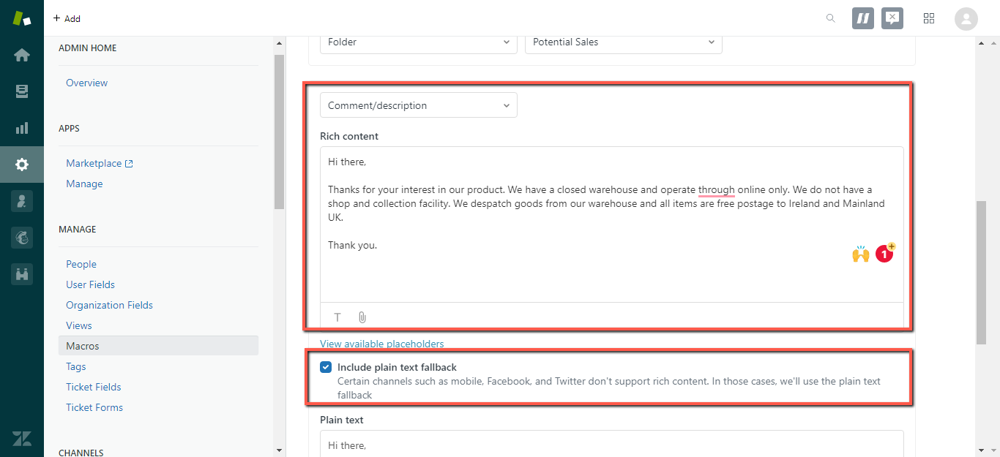 + Add
ADMIN HOME
Overview
APPS
Marketplace
Manage
MANAGE
People
User Fields
Organization Fields
Views
Macros
Tags
Ticket Fields
Ticket Forms
CHANNELS
Folder
Potential Sales
Comment/description
Rich content
Hi there,
Thanks for your interest in our product. We have a closed warehouse and operate through online only. We do not have a
shop and collection facility. We despatch goods from our warehouse and all items are free postage to Ireland and Mainland
UK.
Thank you.
1
T
View available placeholders
Include plain text fallback
Certain channels such as mobile, Facebook, and Twitter don't support rich content. In those cases, we'll use the plain text
fallback
Plain text
Hi there,